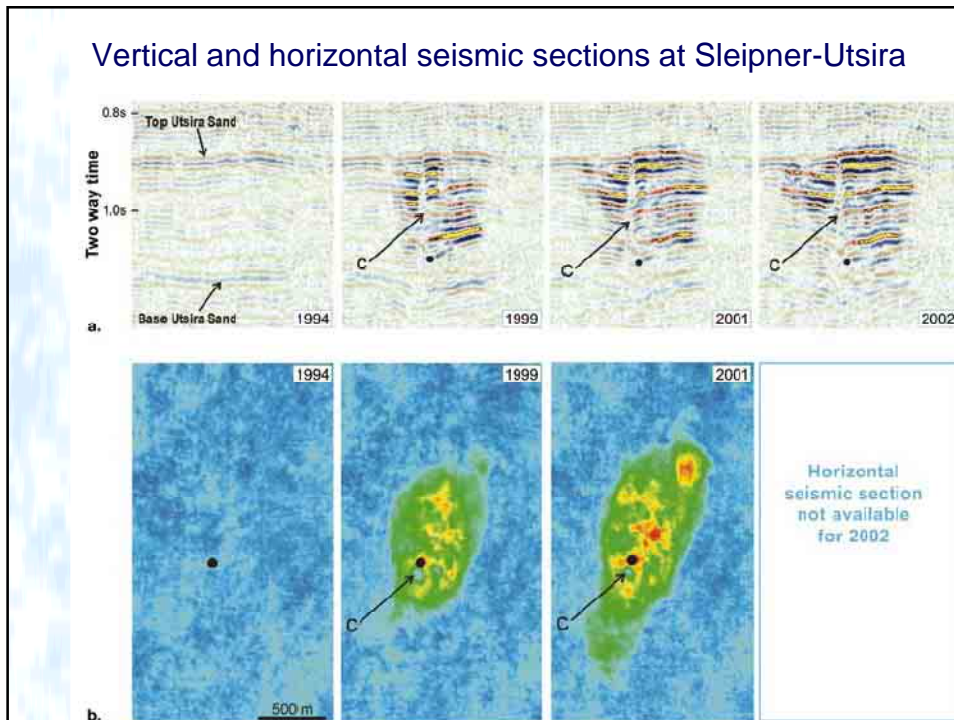 Vertical and horizontal seismic sections at Sleipner-Utsira
0.8s
Top Utsira Sand
Two way time
1.0s
C
C
C
Base Utsira Sand
1994
1999
2001
2002
a.
1994
1999
2001
Horizontal
seismic section
not available
for 2002
C
C
500 m
b.